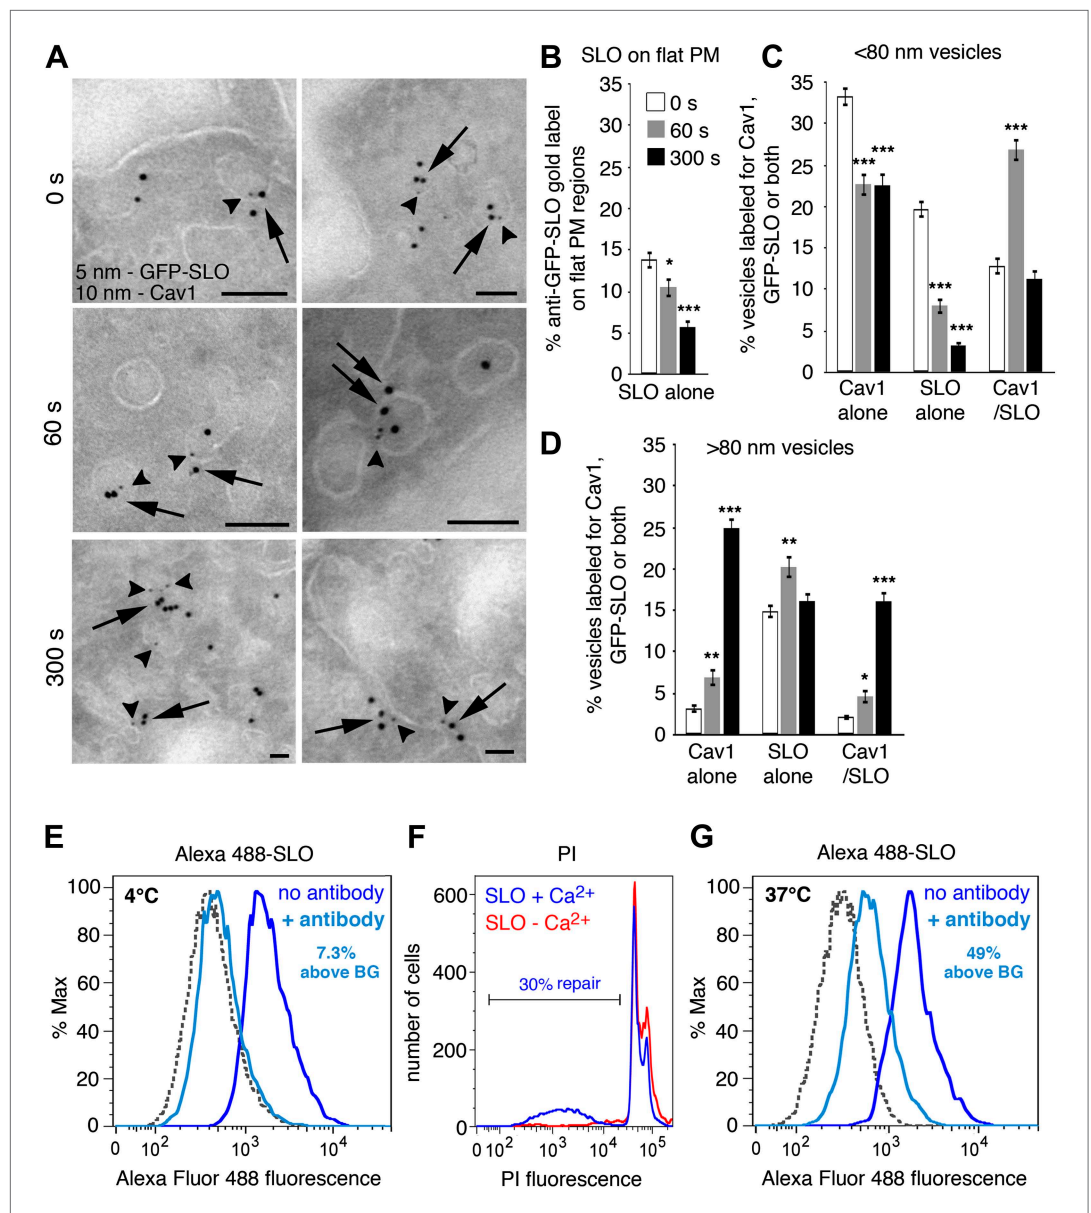 A
0 s
5 nm - GFP-SLO
10 nm - Cav1
60 s
300 s
B
SLO on flat PM
% anti-GFP-SLO gold label
on flat PM regions
35
30
25
20
15
10
5
0
0 s
60 s
300 s
*
***
SLO alone
C
<80 nm vesicles
% vesicles labeled for Cav1,
GFP-SLO or both
35
30
25
20
15
10
5
0
*** ***
*** ***
***
Cav1 SLO Cav1
alone alone /SLO
D
>80 nm vesicles
% vesicles labeled for Cav1,
GFP-SLO or both
35
30
25
20
15
10
5
0
** ***
**
* ***
Cav1 SLO Cav1
alone alone /SLO
E
Alexa 488-SLO
4°C
no antibody
+ antibody
7.3%
above BG
% Max
100
80
60
40
20
0
0 10² 10³ 10⁴
Alexa Fluor 488 fluorescence
F
PI
SLO + Ca²⁺
SLO - Ca²⁺
30% repair
number of cells
600
400
200
0
0 10² 10³ 10⁴ 10⁵
PI fluorescence
G
Alexa 488-SLO
37°C
no antibody
+ antibody
49%
above BG
% Max
100
80
60
40
20
0
0 10² 10³ 10⁴
Alexa Fluor 488 fluorescence